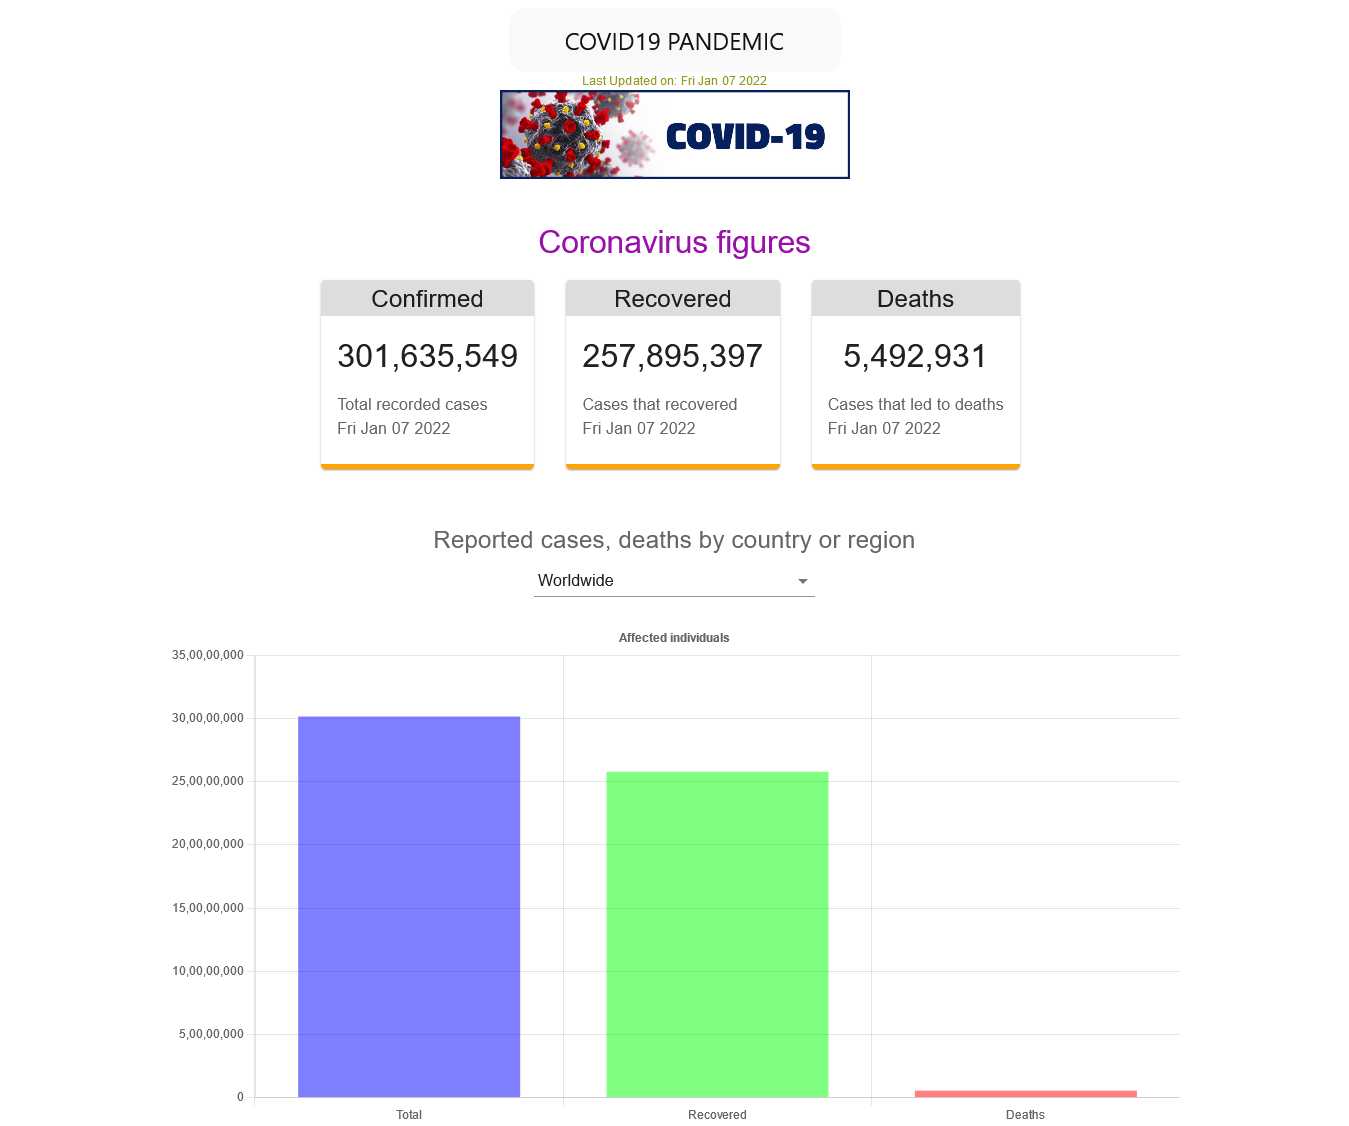 COVID19 PANDEMIC
Last Updated on: Fri Jan 07 2022
COVID-19
Coronavirus figures
Confirmed
301,635,549
Total recorded cases
Fri Jan 07 2022
Recovered
257,895,397
Cases that recovered
Fri Jan 07 2022
Deaths
5,492,931
Cases that led to deaths
Fri Jan 07 2022
Reported cases, deaths by country or region
Worldwide
Affected individuals
35,00,00,000
30,00,00,000
25,00,00,000
20,00,00,000
15,00,00,000
10,00,00,000
5,00,00,000
0
Total
Recovered
Deaths